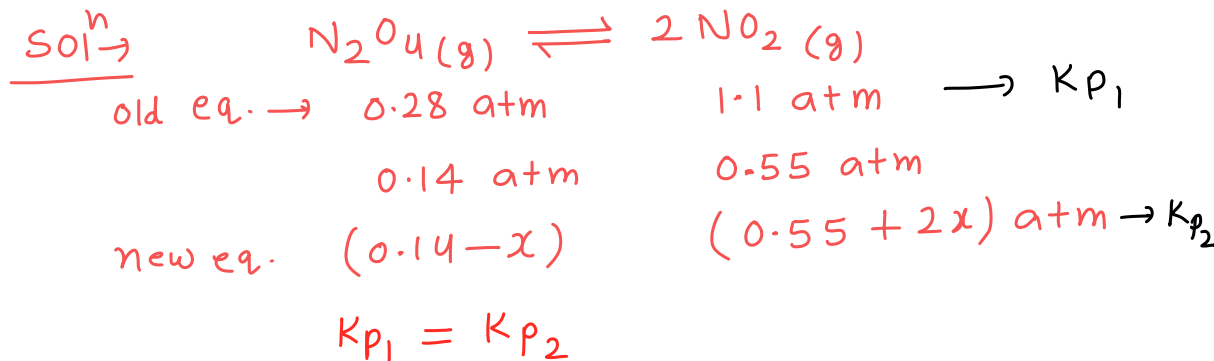 Solⁿ→ N₂O₄(g) ⇌ 2NO₂(g)
old eq. → 0.28 atm 1.1 atm → Kp₁
0.14 atm 0.55 atm
new eq. (0.14-x) (0.55+2x) atm → Kp₂
Kp₁ = Kp₂